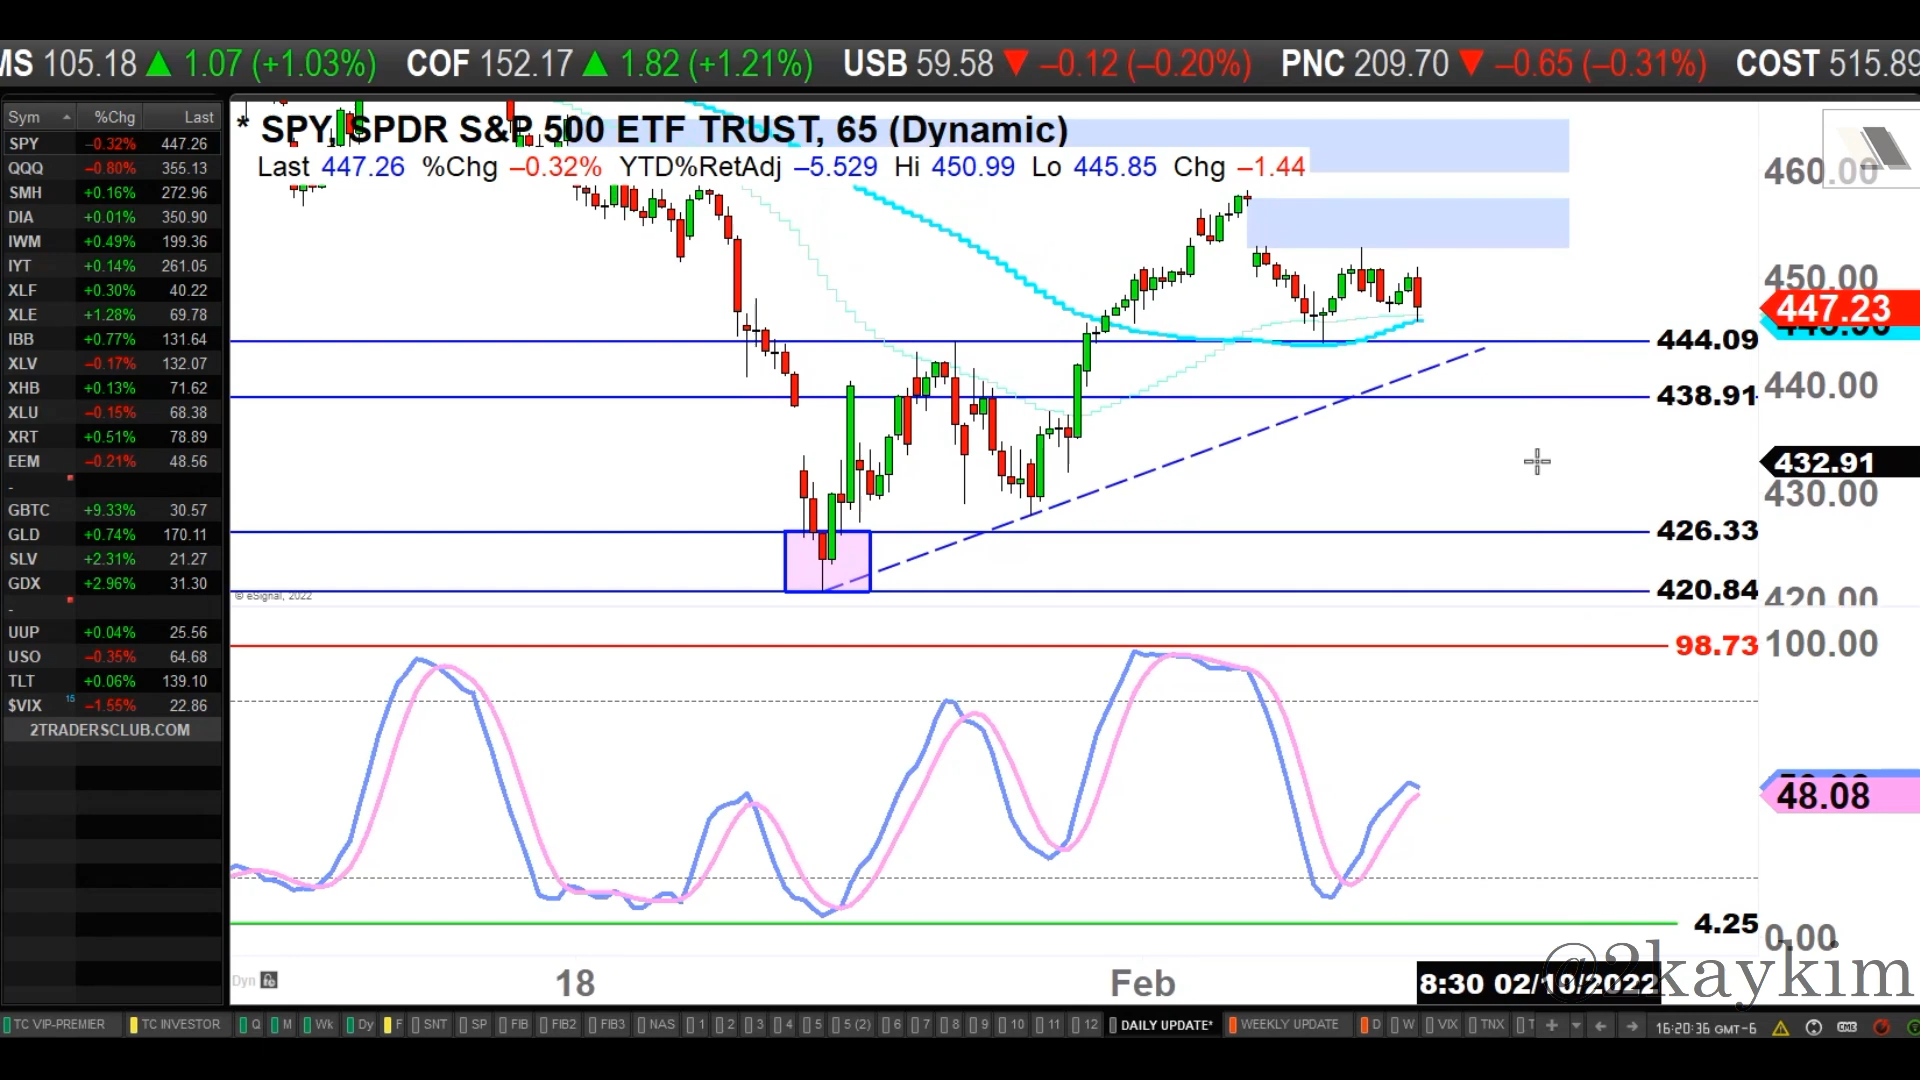 MS 105.18 ▲ 1.07 (+1.03%) COF 152.17 ▲ 1.82 (+1.21%) USB 59.58 ▼ –0.12 (–0.20%) PNC 209.70 ▼ –0.65 (–0.31%) COST 515.89
Sym %Chg Last
SPY –0.32% 447.26
QQQ –0.80% 355.13
SMH +0.16% 272.96
DIA +0.01% 350.90
IWM +0.49% 199.36
IYT +0.14% 261.05
XLF +0.30% 40.22
XLE +1.28% 69.78
IBB +0.77% 131.64
XLV –0.17% 132.07
XHB +0.13% 71.62
XLU –0.15% 68.38
XRT +0.51% 78.89
EEM –0.21% 48.56
-
GBTC +9.33% 30.57
GLD +0.74% 170.11
SLV +2.31% 21.27
GDX +2.96% 31.30
-
UUP +0.04% 25.56
USO –0.35% 64.68
TLT +0.06% 139.10
$VIX 15 –1.55% 22.86
2TRADERSCLUB.COM
* SPY, SPDR S&P 500 ETF TRUST, 65 (Dynamic)
Last 447.26 %Chg –0.32% YTD%RetAdj –5.529 Hi 450.99 Lo 445.85 Chg –1.44
460.00
450.00
447.23
444.09
440.00
438.91
432.91
430.00
426.33
420.84
420.00
© eSignal, 2022
98.73
100.00
48.08
4.25
0.00
@2kaykim
Dyn
18
Feb
8:30 02/10/2022
TC VIP-PREMIER TC INVESTOR Q M Wk Dy F SNT SP FIB FIB2 FIB3 NAS 1 2 3 4 5 5 (2) 6 7 8 9 10 11 12 DAILY UPDATE* WEEKLY UPDATE D W VIX TNX T 16:20:36 GMT-6 CME